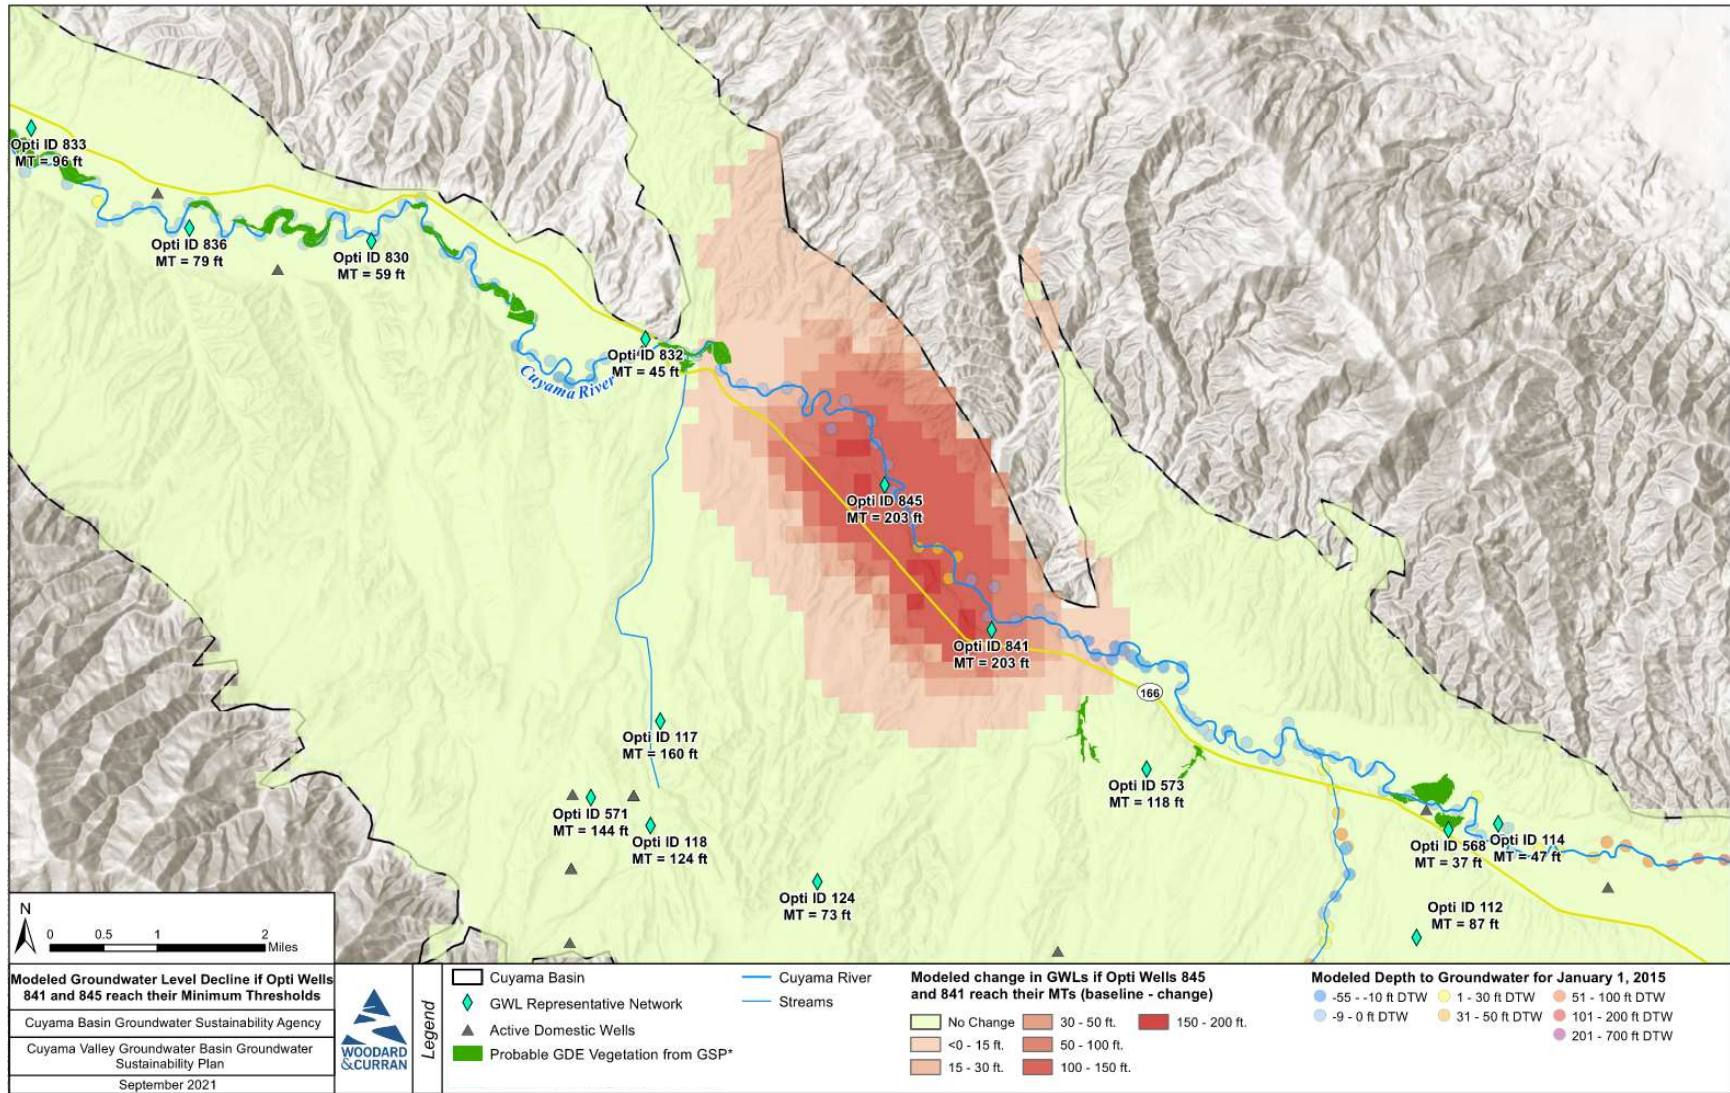 Opti ID 833
MT = 96 ft
Opti ID 836
MT = 79 ft
Opti ID 830
MT = 59 ft
Opti ID 832
MT = 45 ft
Cuyama River
Opti ID 845
MT = 203 ft
Opti ID 841
MT = 203 ft
166
Opti ID 117
MT = 160 ft
Opti ID 571
MT = 144 ft
Opti ID 118
MT = 124 ft
Opti ID 124
MT = 73 ft
Opti ID 573
MT = 118 ft
Opti ID 568
MT = 37 ft
Opti ID 114
MT = 47 ft
Opti ID 112
MT = 87 ft
N
0 0.5 1 2
Miles
Modeled Groundwater Level Decline if Opti Wells
841 and 845 reach their Minimum Thresholds
Cuyama Basin Groundwater Sustainability Agency
Cuyama Valley Groundwater Basin Groundwater
Sustainability Plan
September 2021
WOODARD
&CURRAN
Legend
Cuyama Basin
GWL Representative Network
Active Domestic Wells
Probable GDE Vegetation from GSP*
Cuyama River
Streams
Modeled change in GWLs if Opti Wells 845
and 841 reach their MTs (baseline - change)
No Change
<0 - 15 ft.
15 - 30 ft.
30 - 50 ft.
50 - 100 ft.
100 - 150 ft.
150 - 200 ft.
Modeled Depth to Groundwater for January 1, 2015
-55 - -10 ft DTW
-9 - 0 ft DTW
1 - 30 ft DTW
31 - 50 ft DTW
51 - 100 ft DTW
101 - 200 ft DTW
201 - 700 ft DTW